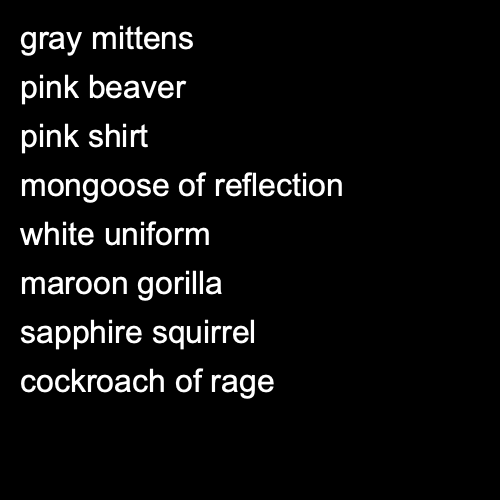 gray mittens
pink beaver
pink shirt
mongoose of reflection
white uniform
maroon gorilla
sapphire squirrel
cockroach of rage